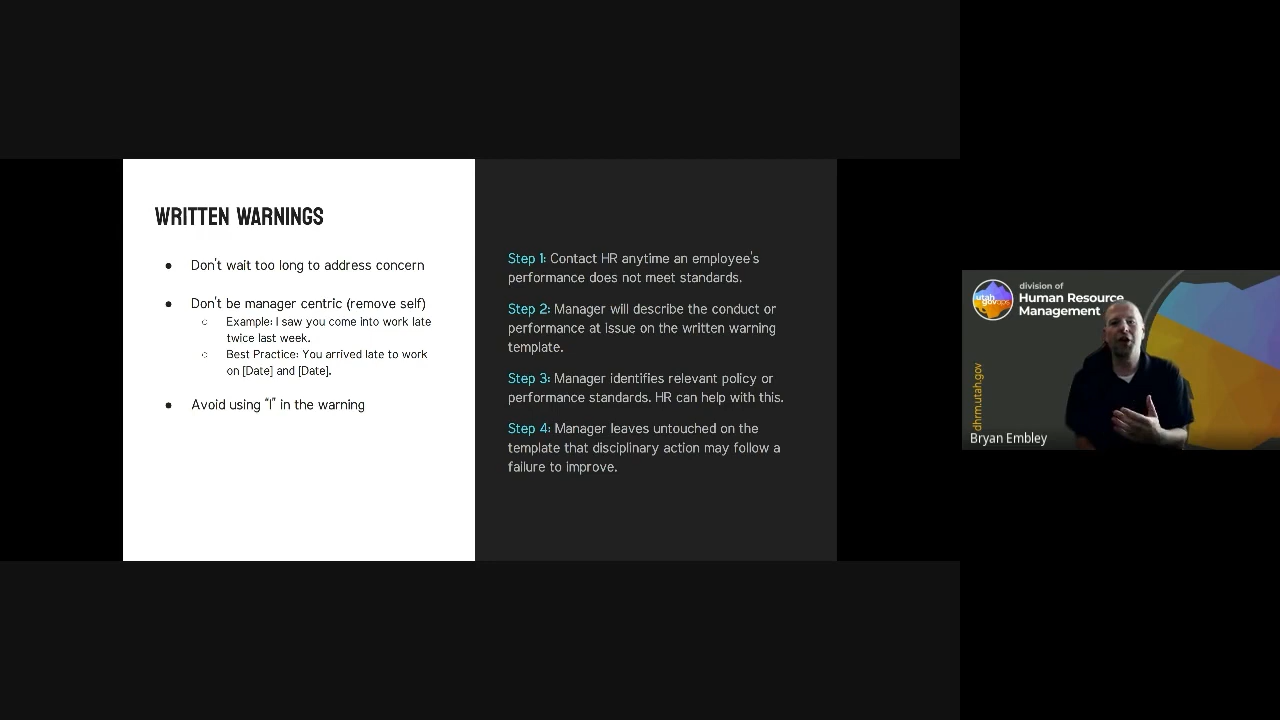 WRITTEN WARNINGS
● Don't wait too long to address concern
● Don't be manager centric (remove self)
○ Example: I saw you come into work late
twice last week.
○ Best Practice: You arrived late to work
on [Date] and [Date].
● Avoid using "I" in the warning
Step 1: Contact HR anytime an employee's
performance does not meet standards.
Step 2: Manager will describe the conduct or
performance at issue on the written warning
template.
Step 3: Manager identifies relevant policy or
performance standards. HR can help with this.
Step 4: Manager leaves untouched on the
template that disciplinary action may follow a
failure to improve.
utah
govops
division of
Human Resource
Management
dhrm.utah.gov
Bryan Embley